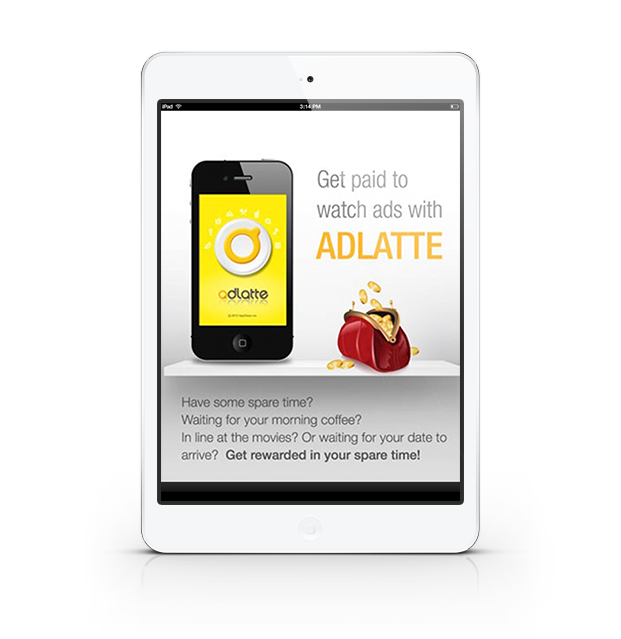 iPad
3:14 PM
Get paid to
watch ads with
ADLATTE
adlatte
Have some spare time?
Waiting for your morning coffee?
In line at the movies? Or waiting for your date to
arrive? Get rewarded in your spare time!